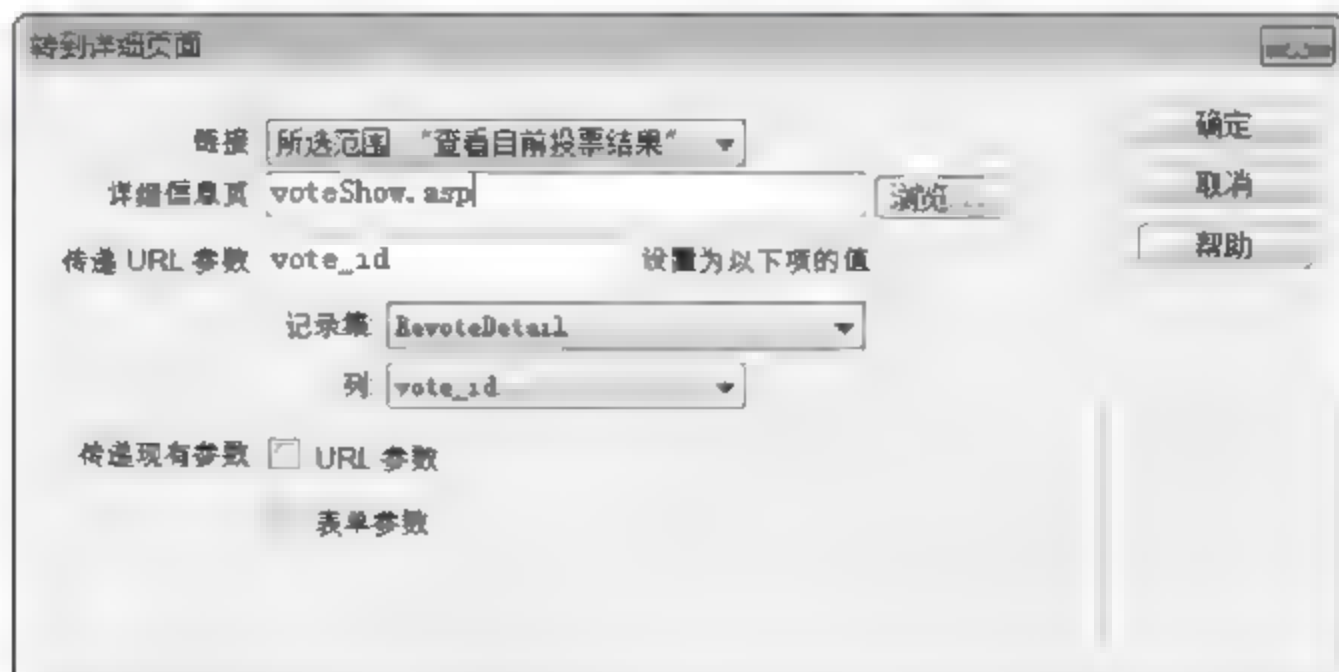 转到详细页面
链接 所选范围 “查看目前投票结果”
确定
详细信息页 voteShow.asp 浏览...
取消
传递 URL 参数 vote_id 设置为以下项的值
帮助
记录集 RevoteDetail
列: vote_id
传递现有参数 URL 参数
表单参数